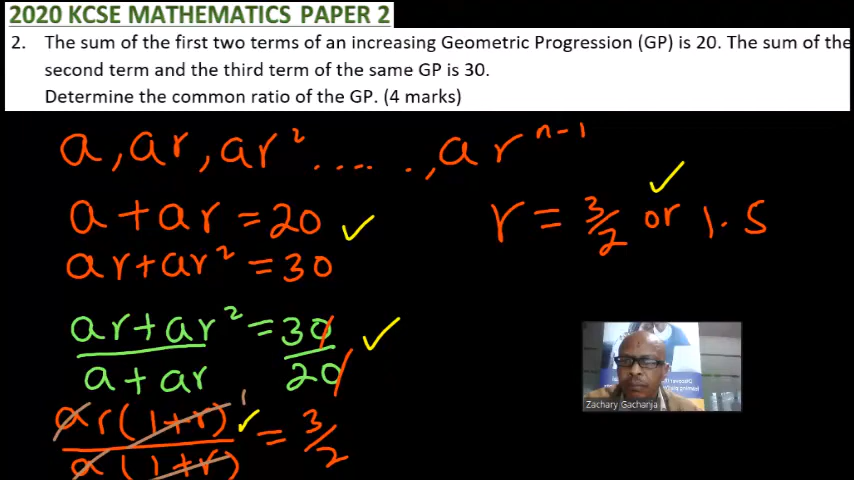 2020 KCSE MATHEMATICS PAPER 2
2. The sum of the first two terms of an increasing Geometric Progression (GP) is 20. The sum of the
second term and the third term of the same GP is 30.
Determine the common ratio of the GP. (4 marks)
a, ar, ar² ....  .., ar^(n-1)
a + ar = 20 ✓
ar + ar² = 30
(ar + ar²)/(a + ar) = 30/20 ✓
ar(1+r)/a(1+r) 1 ✓ = 3/2
r = 3/2 or 1.5 ✓
Zachary Gachanja